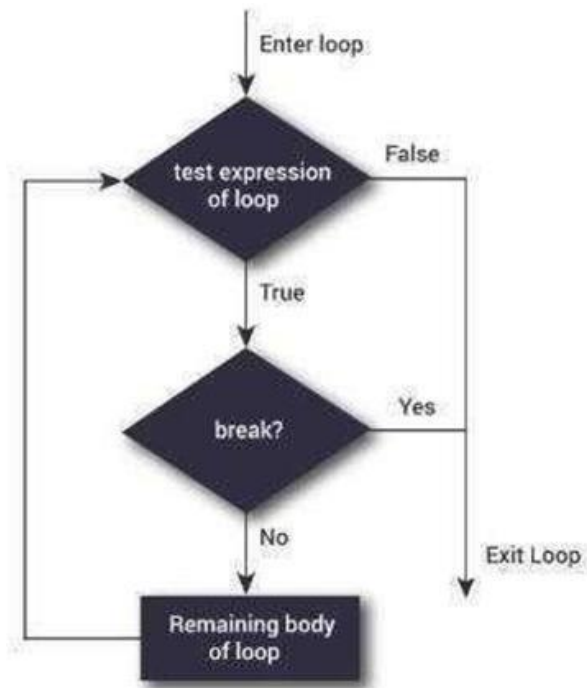 Enter loop
test expression
of loop
False
True
break?
Yes
No
Exit Loop
Remaining body
of loop